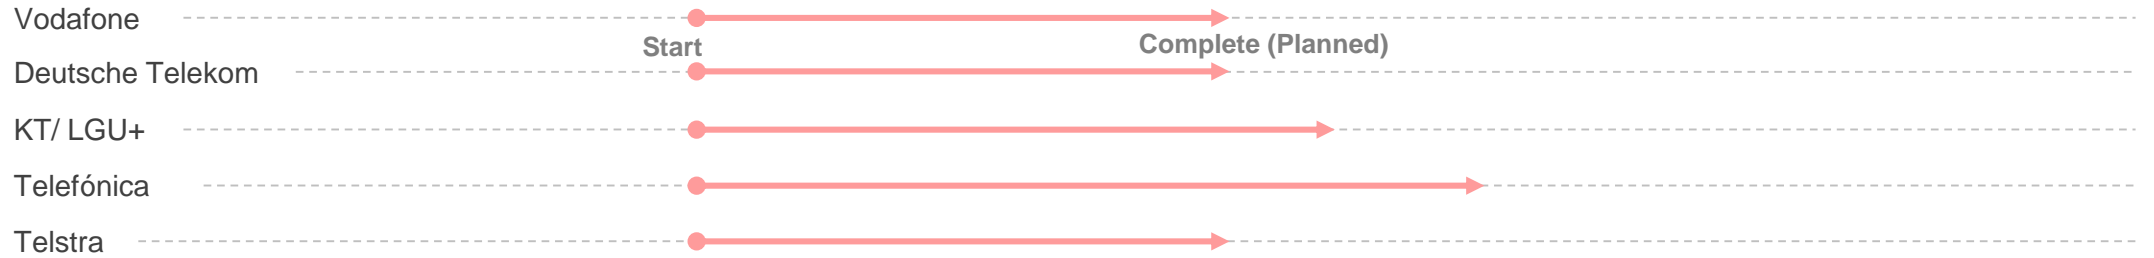 Vodafone
Start
Complete (Planned)
Deutsche Telekom
KT/ LGU+
Telefónica
Telstra